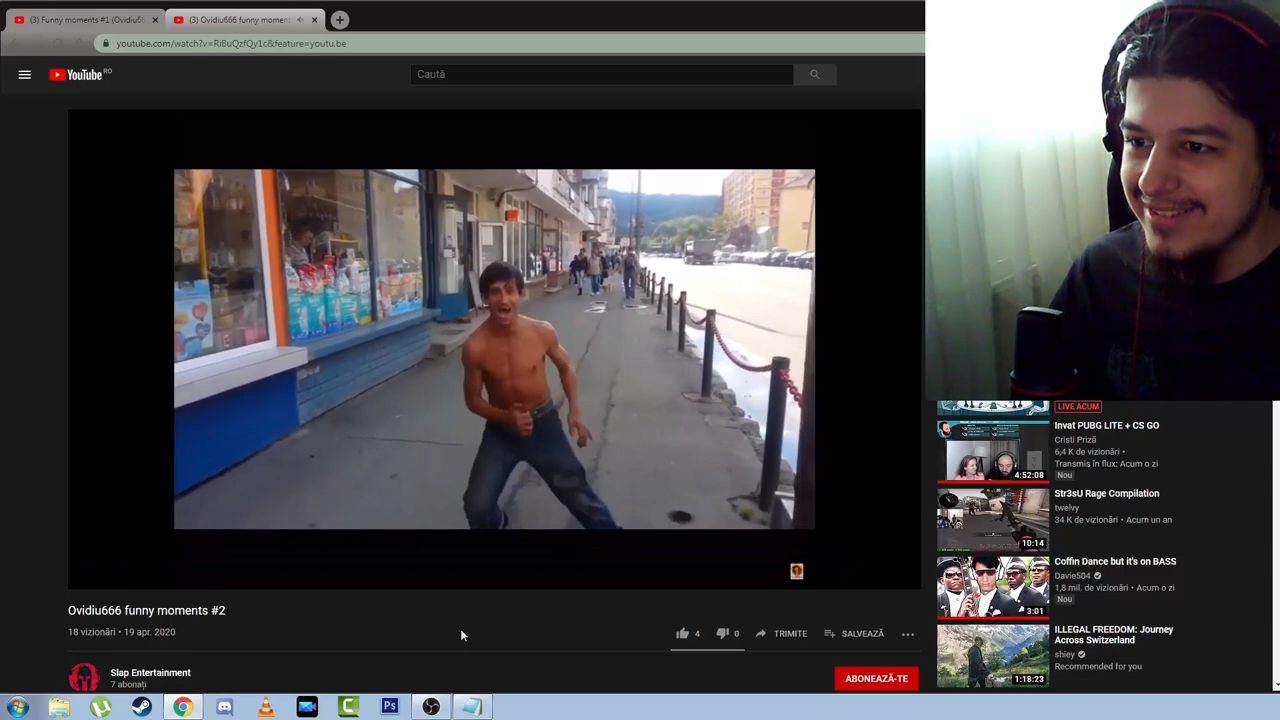 (3) Funny moments #1 (Ovidiu66
(3) Ovidiu666 funny moment
youtube.com/watch?v=RiBuQzfQy1c&feature=youtu.be
YouTube RO
Caută
LIVE ACUM
Invat PUBG LITE + CS GO
Cristi Priză
6,4 K de vizionări •
Transmis în flux: Acum o zi
Nou
4:52:08
Str3sU Rage Compilation
twelvy
34 K de vizionări • Acum un an
10:14
Coffin Dance but it's on BASS
Davie504
1,8 mil. de vizionări • Acum o zi
Nou
3:01
ILLEGAL FREEDOM: Journey
Across Switzerland
shiey
Recommended for you
1:18:23
Ovidiu666 funny moments #2
18 vizionări • 19 apr. 2020
4
0
TRIMITE
SALVEAZĂ
Slap Entertainment
7 abonați
ABONEAZĂ-TE
Ps